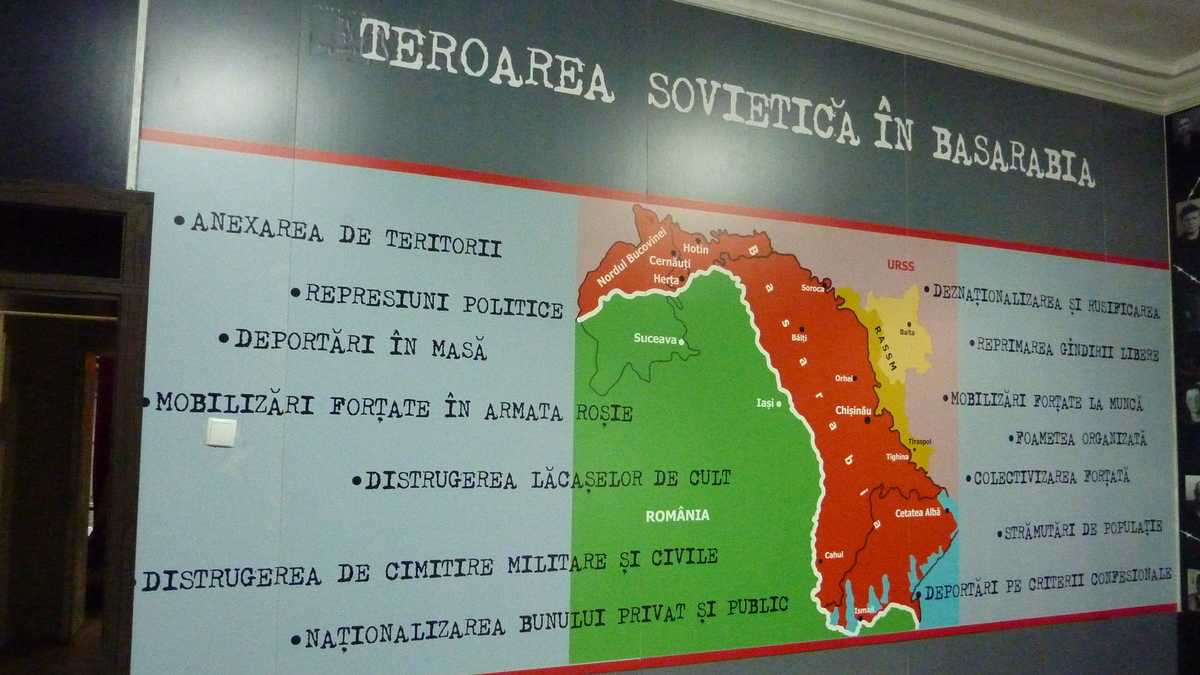 TEROAREA SOVIETICĂ ÎN BASARABIA
•ANEXAREA DE TERITORII
•REPRESIUNI POLITICE
•DEPORTĂRI ÎN MASĂ
•MOBILIZĂRI FORȚATE ÎN ARMATA ROȘIE
•DISTRUGEREA LĂCAȘELOR DE CULT
•DISTRUGEREA DE CIMITIRE MILITARE ȘI CIVILE
•NAȚIONALIZAREA BUNULUI PRIVAT ȘI PUBLIC
Nordul Bucovinei
Hotin
Cernăuți
Herța
Suceava
Iași
ROMÂNIA
Basarabia
Soroca
Bălți
Orhei
Chișinău
Tighina
Cetatea Albă
Cahul
Ismail
URSS
Balta
RASSM
Tiraspol
•DEZNAȚIONALIZAREA ȘI RUSIFICAREA
•REPRIMAREA GÎNDIRII LIBERE
•MOBILIZĂRI FORȚATE LA MUNCĂ
•FOAMETEA ORGANIZATĂ
•COLECTIVIZAREA FORȚATĂ
•STRĂMUTĂRI DE POPULAȚIE
•DEPORTĂRI PE CRITERII CONFESIONALE